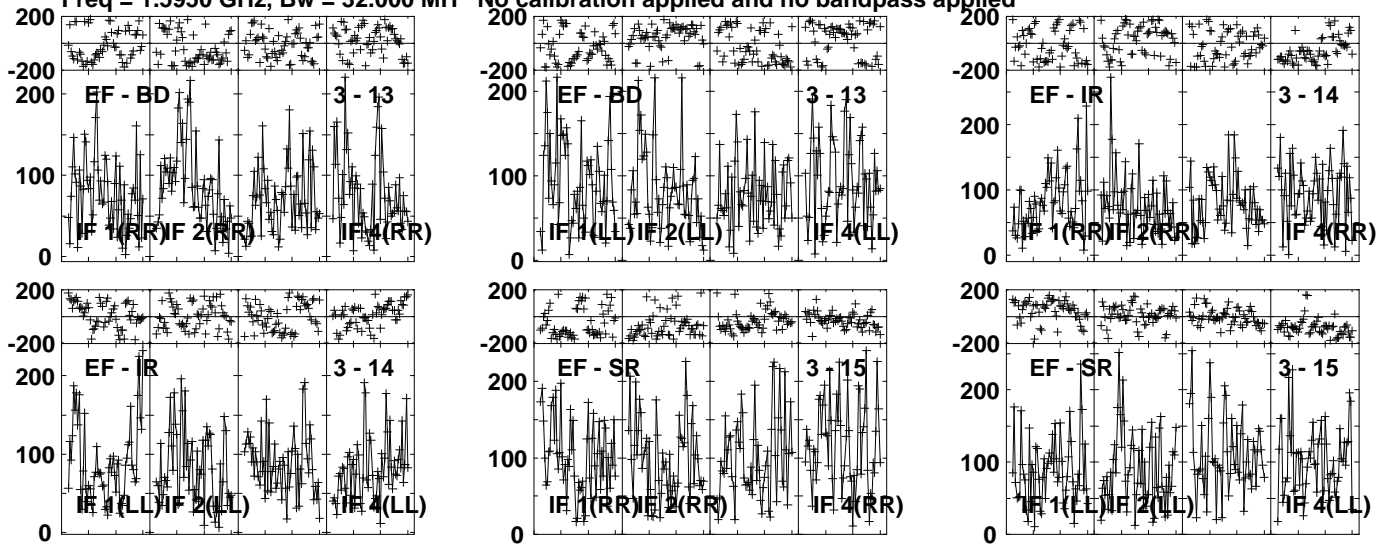 Freq = 1.5950 GHz, Bw = 32.000 MH No calibration applied and no bandpass applied
200
-200
200
100
0
EF - BD
3 - 13
IF 1(RR)
IF 2(RR)
IF 4(RR)
200
-200
200
100
0
EF - BD
3 - 13
IF 1(LL)
IF 2(LL)
IF 4(LL)
200
-200
200
100
0
EF - IR
3 - 14
IF 1(RR)
IF 2(RR)
IF 4(RR)
200
-200
200
100
0
EF - IR
3 - 14
IF 1(LL)
IF 2(LL)
IF 4(LL)
200
-200
200
100
0
EF - SR
3 - 15
IF 1(RR)
IF 2(RR)
IF 4(RR)
200
-200
200
100
0
EF - SR
3 - 15
IF 1(LL)
IF 2(LL)
IF 4(LL)